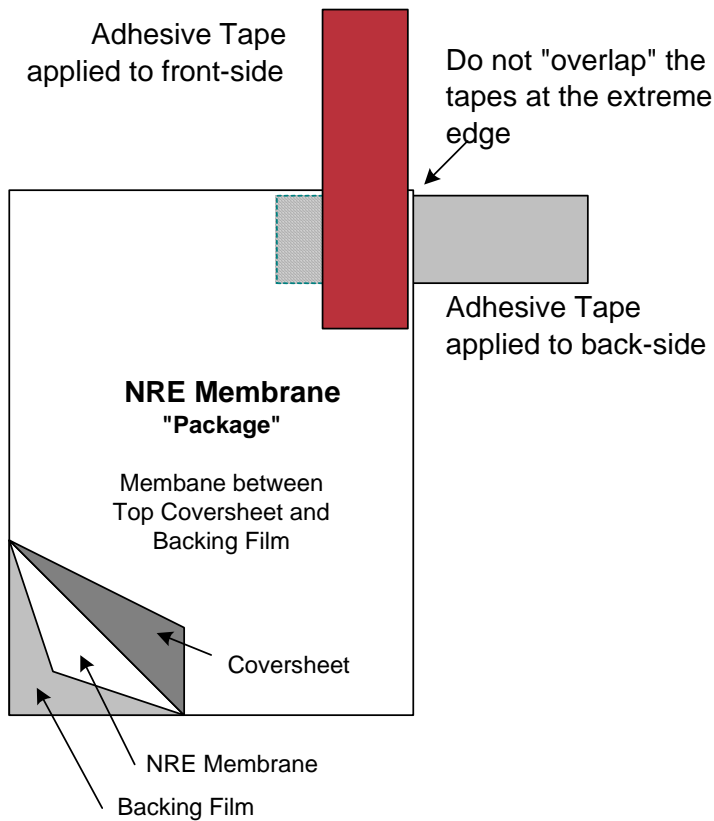 Adhesive Tape
applied to front-side
Do not "overlap" the
tapes at the extreme
edge
Adhesive Tape
applied to back-side
NRE Membrane
"Package"
Membane between
Top Coversheet and
Backing Film
Coversheet
NRE Membrane
Backing Film